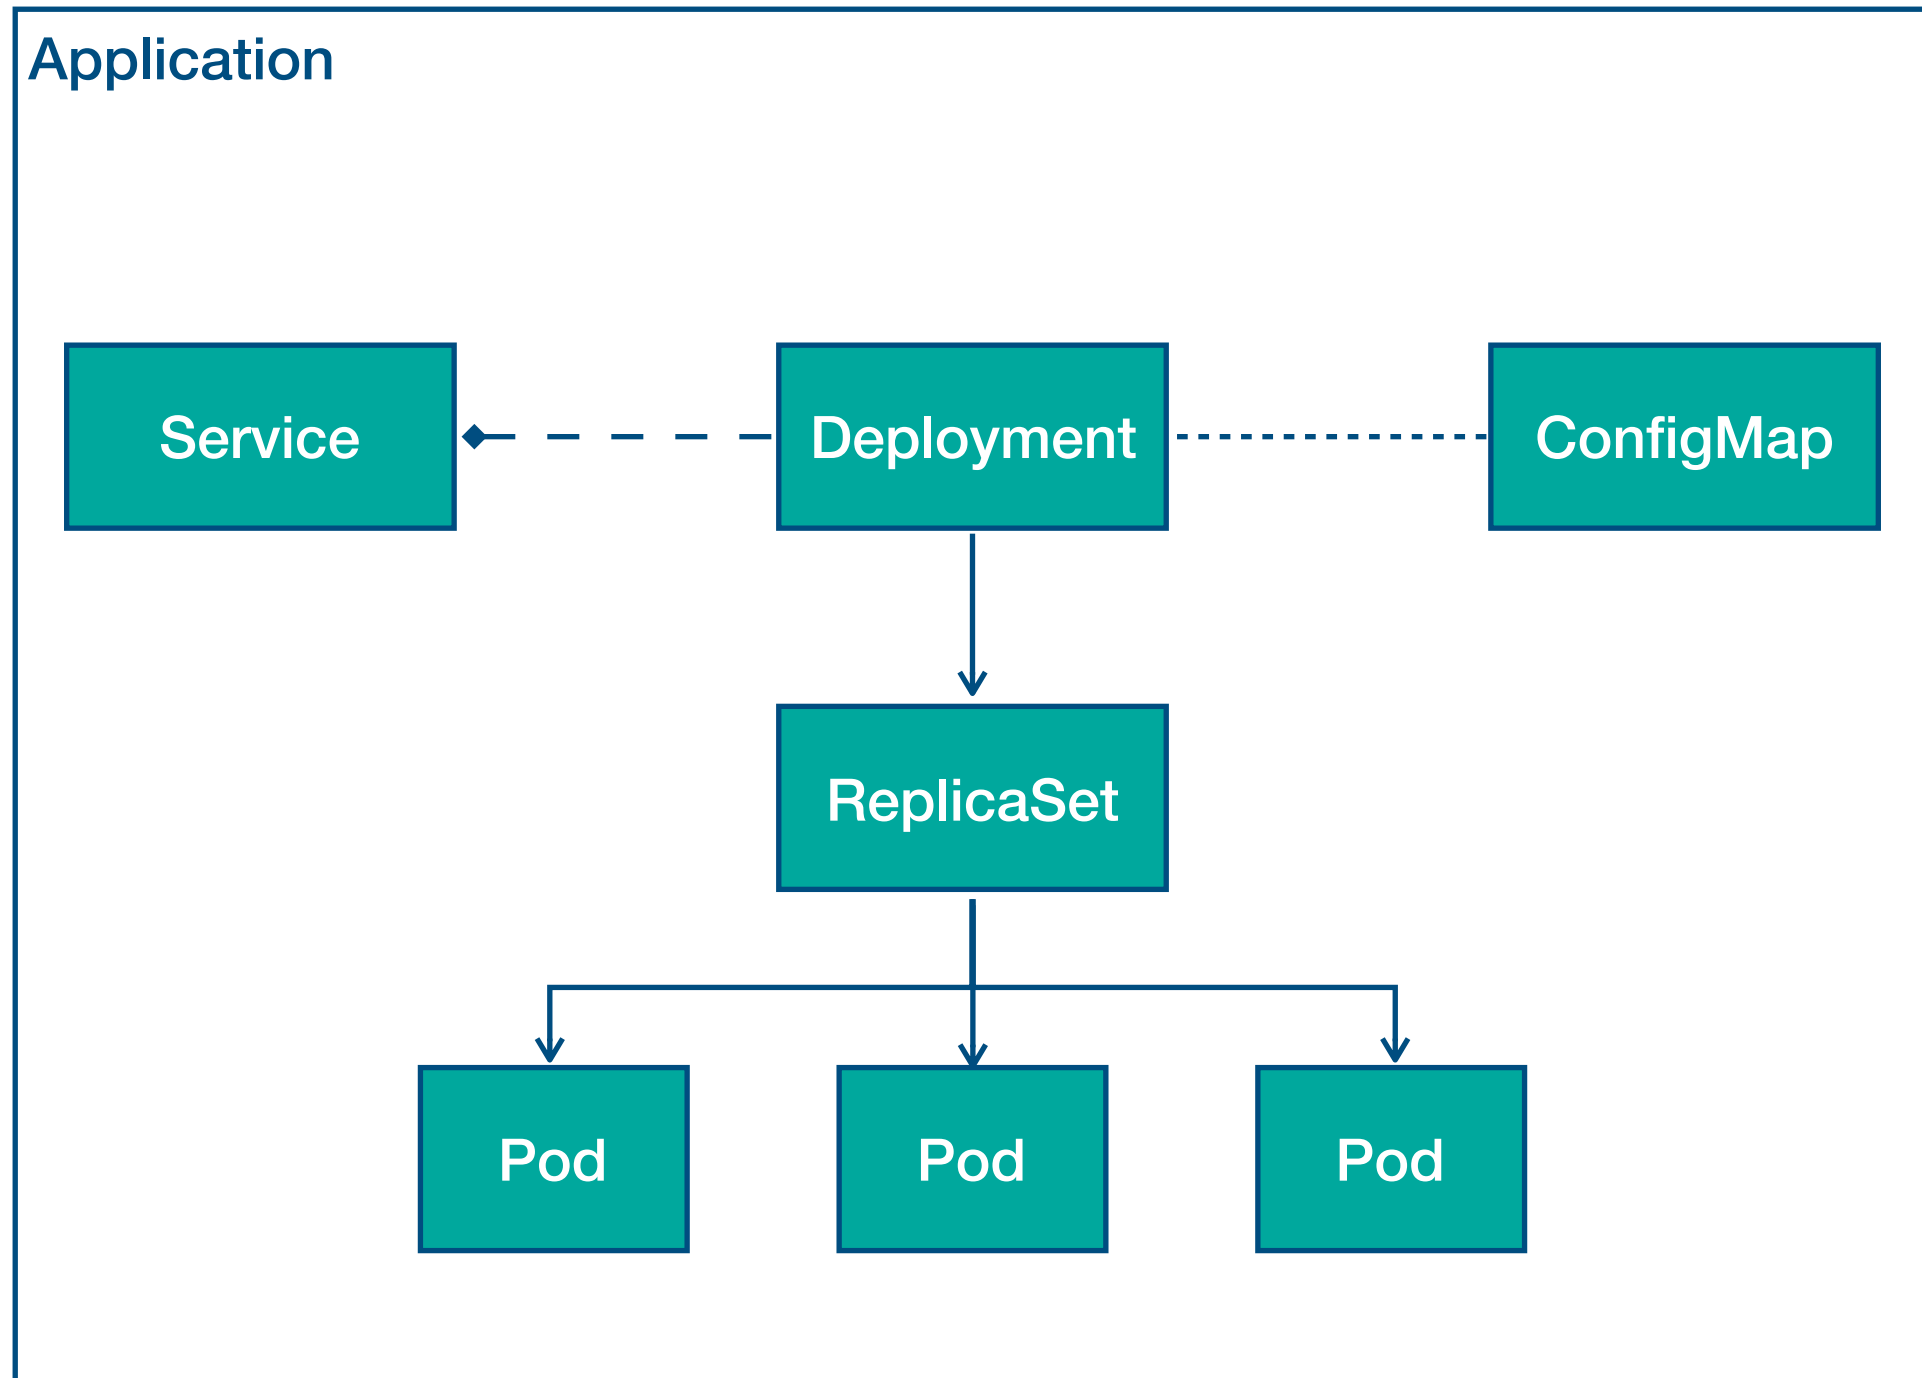 Application
Service
Deployment
ConfigMap
ReplicaSet
Pod
Pod
Pod